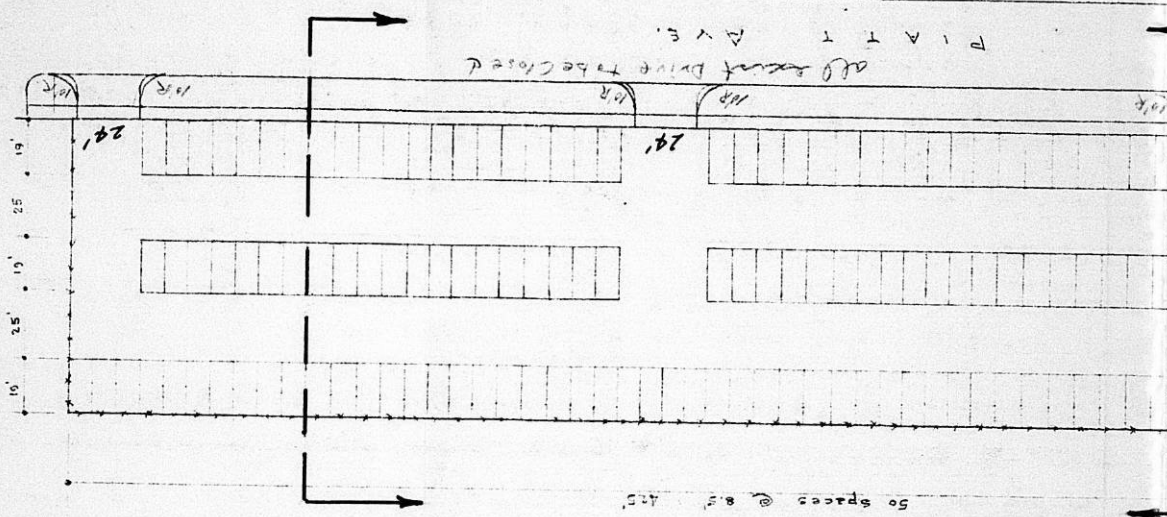 PIATT AVE.
all exist Drive to be Closed
10'R
10'R
10'R
10'R
10'R
24'
24'
19'
25
19'
25'
19'
50 spaces @ 8.5' 425'